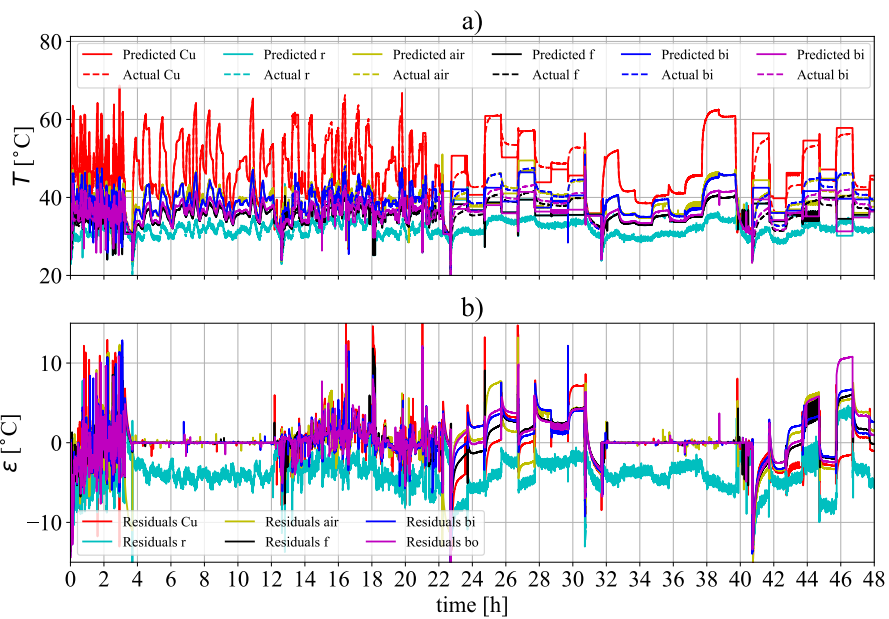 a)
80
60
40
20
T [°C]
Predicted Cu Predicted r Predicted air Predicted f Predicted bi Predicted bi
Actual Cu Actual r Actual air Actual f Actual bi Actual bi
b)
10
0
−10
ε [°C]
Residuals Cu Residuals air Residuals bi
Residuals r Residuals f Residuals bo
0 2 4 6 8 10 12 14 16 18 20 22 24 26 28 30 32 34 36 38 40 42 44 46 48
time [h]